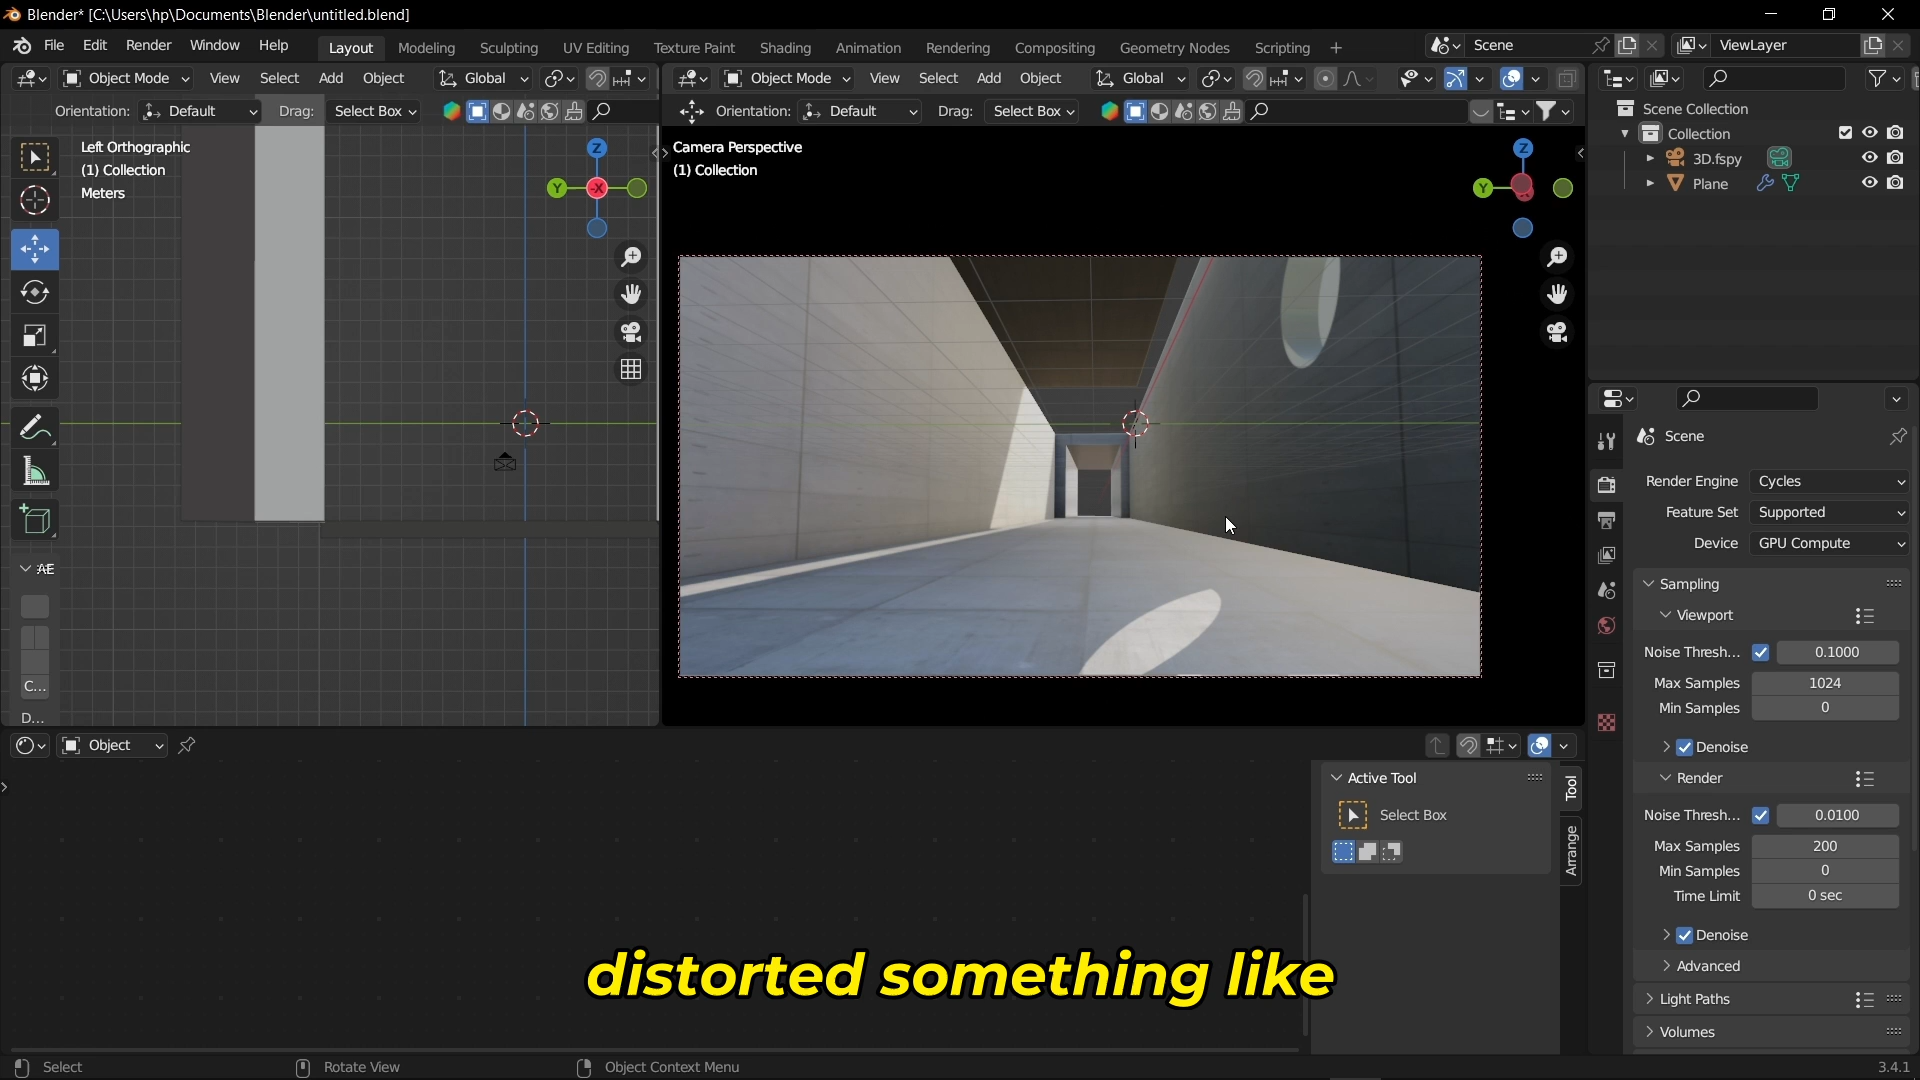 Blender* [C:\Users\hp\Documents\Blender\untitled.blend]
File Edit Render Window Help Layout Modeling Sculpting UV Editing Texture Paint Shading Animation Rendering Compositing Geometry Nodes Scripting + Scene ViewLayer
Object Mode View Select Add Object Global
Object Mode View Select Add Object Global
Orientation: Default Drag: Select Box
Orientation: Default Drag: Select Box
Left Orthographic
(1) Collection
Meters
Z
Y
-X
AE
C...
D...
Camera Perspective
(1) Collection
Z
Y
Scene Collection
Collection
3D.fspy
Plane
Scene
Render Engine Cycles
Feature Set Supported
Device GPU Compute
Sampling
Viewport
Noise Thresh... 0.1000
Max Samples 1024
Min Samples 0
Denoise
Render
Noise Thresh... 0.0100
Max Samples 200
Min Samples 0
Time Limit 0 sec
Denoise
Advanced
Light Paths
Volumes
Object
Active Tool
Select Box
Tool
Arrange
distorted something like
Select Rotate View Object Context Menu 3.4.1